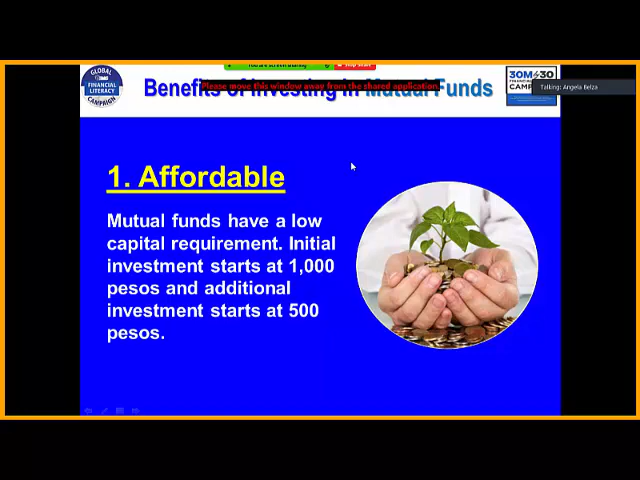 Talking: Angela Belza
Please move this window away from the shared application
Benefits of Investing in Mutual Funds
GLOBAL
FINANCIAL
LITERACY
CAMPAIGN
30M 30
1. Affordable
Mutual funds have a low
capital requirement. Initial
investment starts at 1,000
pesos and additional
investment starts at 500
pesos.